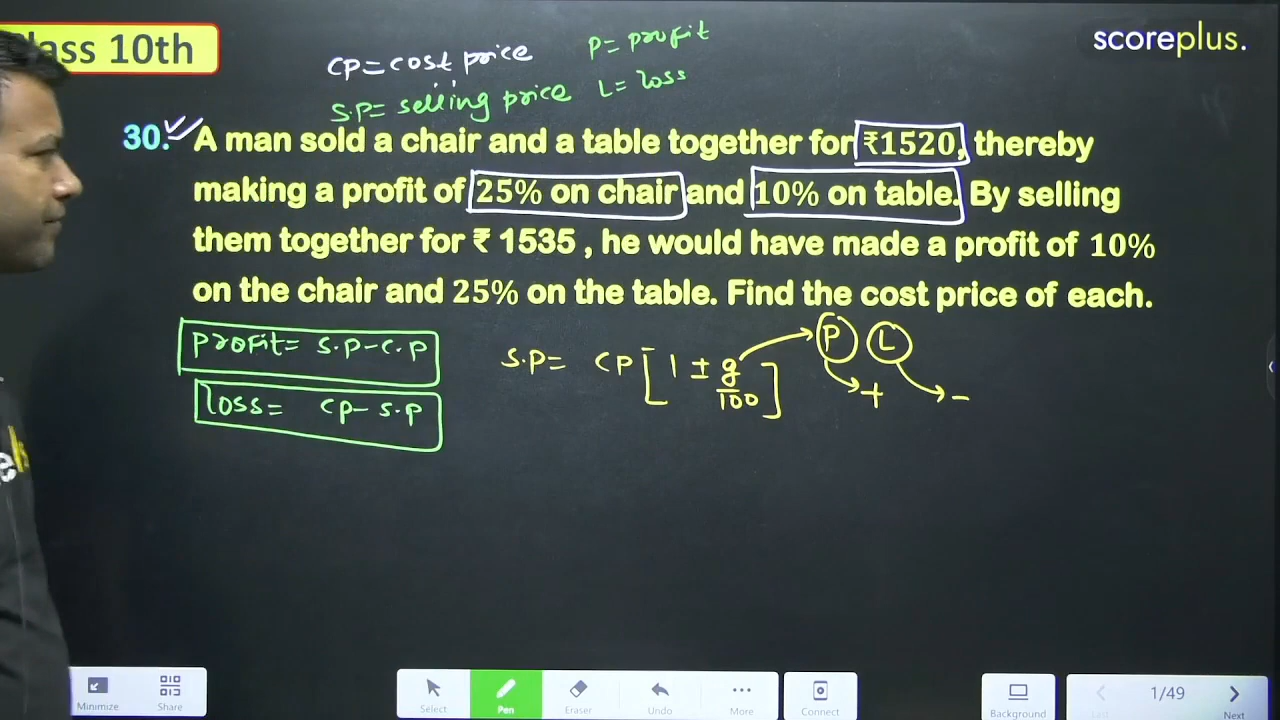 lass 10th
scoreplus.
CP = cost price P = profit
S.P = selling price L = loss
30. A man sold a chair and a table together for ₹1520, thereby
making a profit of 25% on chair and 10% on table. By selling
them together for ₹ 1535 , he would have made a profit of 10%
on the chair and 25% on the table. Find the cost price of each.
Profit = S.P - C.P
loss = CP - S.P
S.P = CP [ 1 ± g/100 ] P L
+ -
Minimize Share Select Pen Eraser Undo More Connect Background 1/49 Next